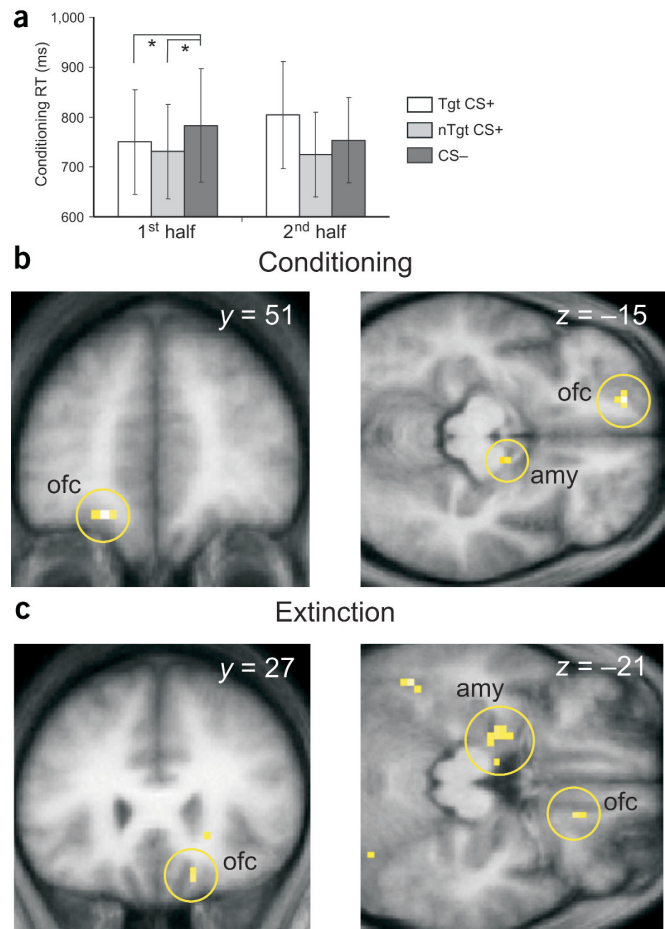 a
Conditioning RT (ms)
1,000
900
800
700
600
* *
1st half
2nd half
Tgt CS+
nTgt CS+
CS–
b
Conditioning
y = 51
ofc
z = –15
ofc
amy
c
Extinction
y = 27
ofc
z = –21
amy
ofc